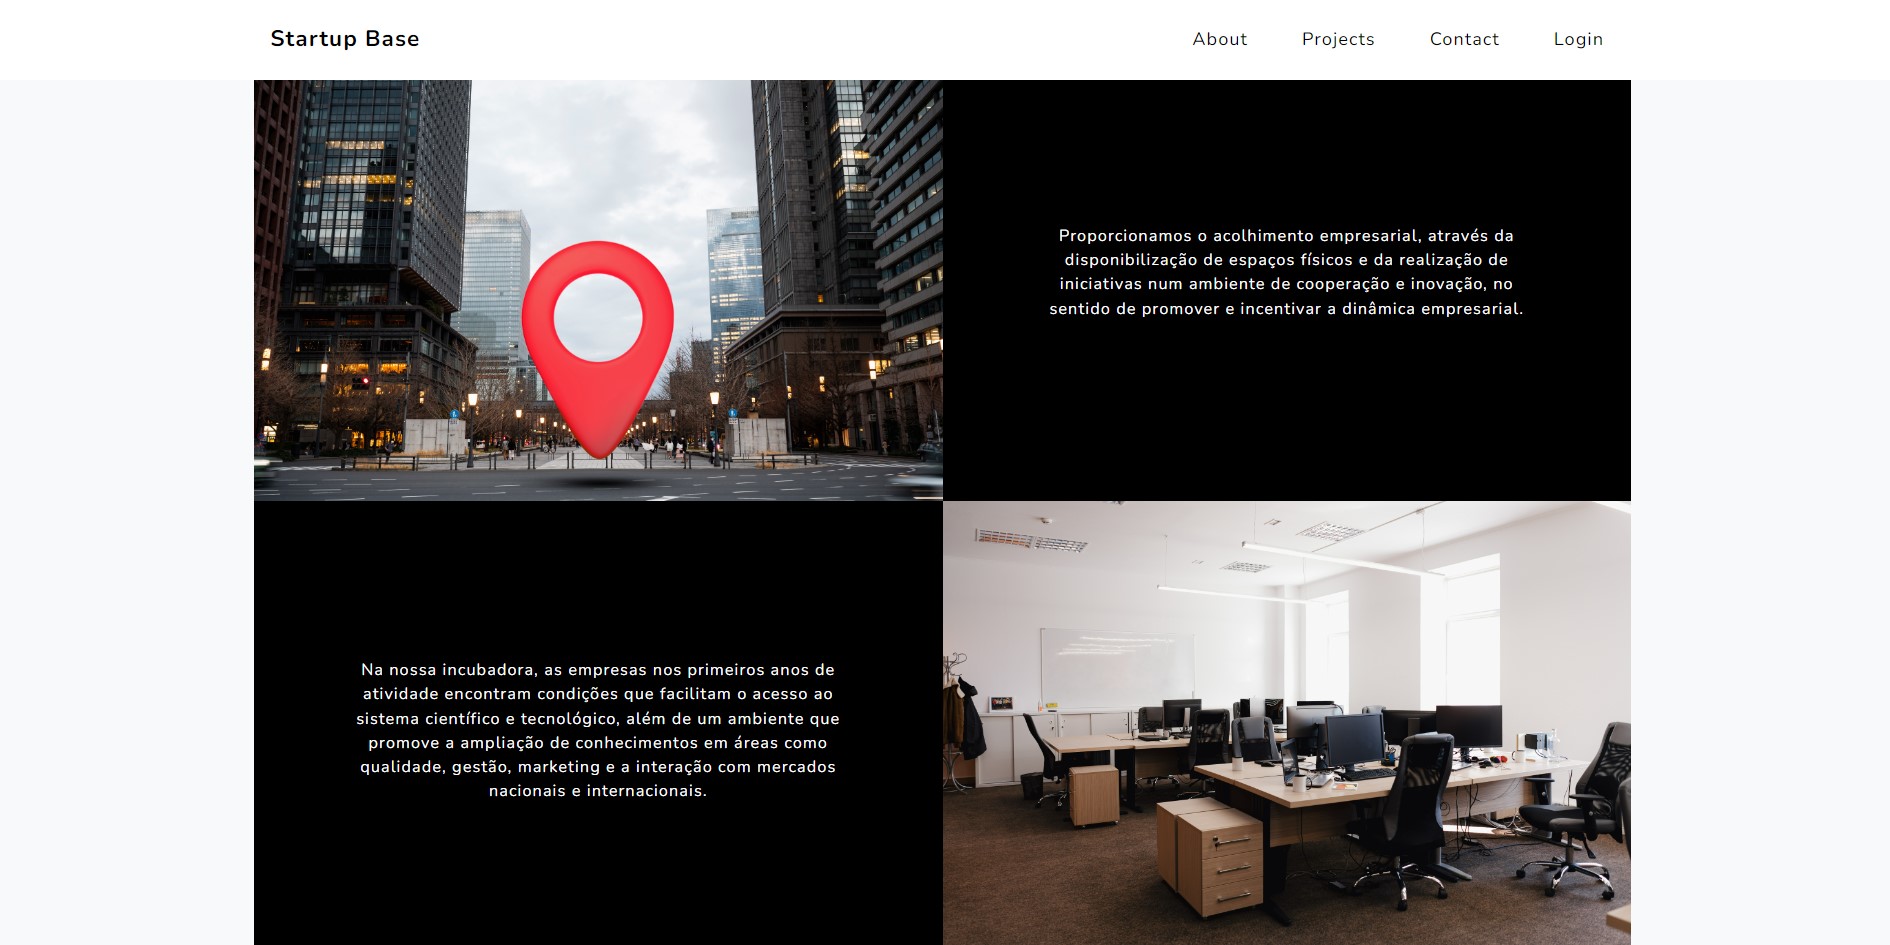 Startup Base
About Projects Contact Login
Proporcionamos o acolhimento empresarial, através da
disponibilização de espaços físicos e da realização de
iniciativas num ambiente de cooperação e inovação, no
sentido de promover e incentivar a dinâmica empresarial.
Na nossa incubadora, as empresas nos primeiros anos de
atividade encontram condições que facilitam o acesso ao
sistema científico e tecnológico, além de um ambiente que
promove a ampliação de conhecimentos em áreas como
qualidade, gestão, marketing e a interação com mercados
nacionais e internacionais.